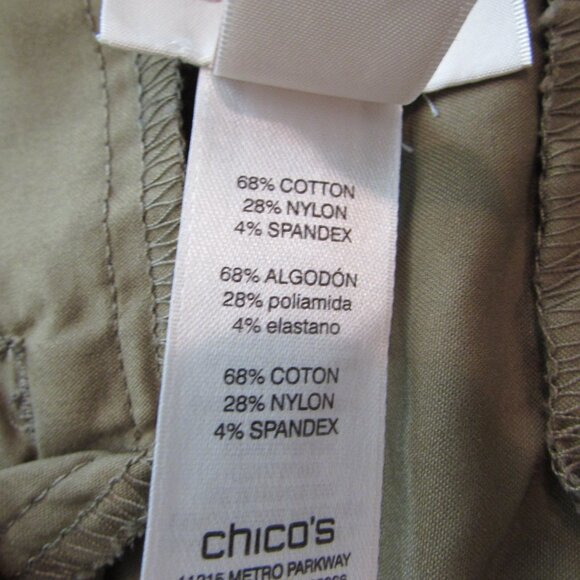 68% COTTON
28% NYLON
4% SPANDEX
68% ALGODÓN
28% poliamida
4% elastano
68% COTON
28% NYLON
4% SPANDEX
chico's
11215 METRO PARKWAY